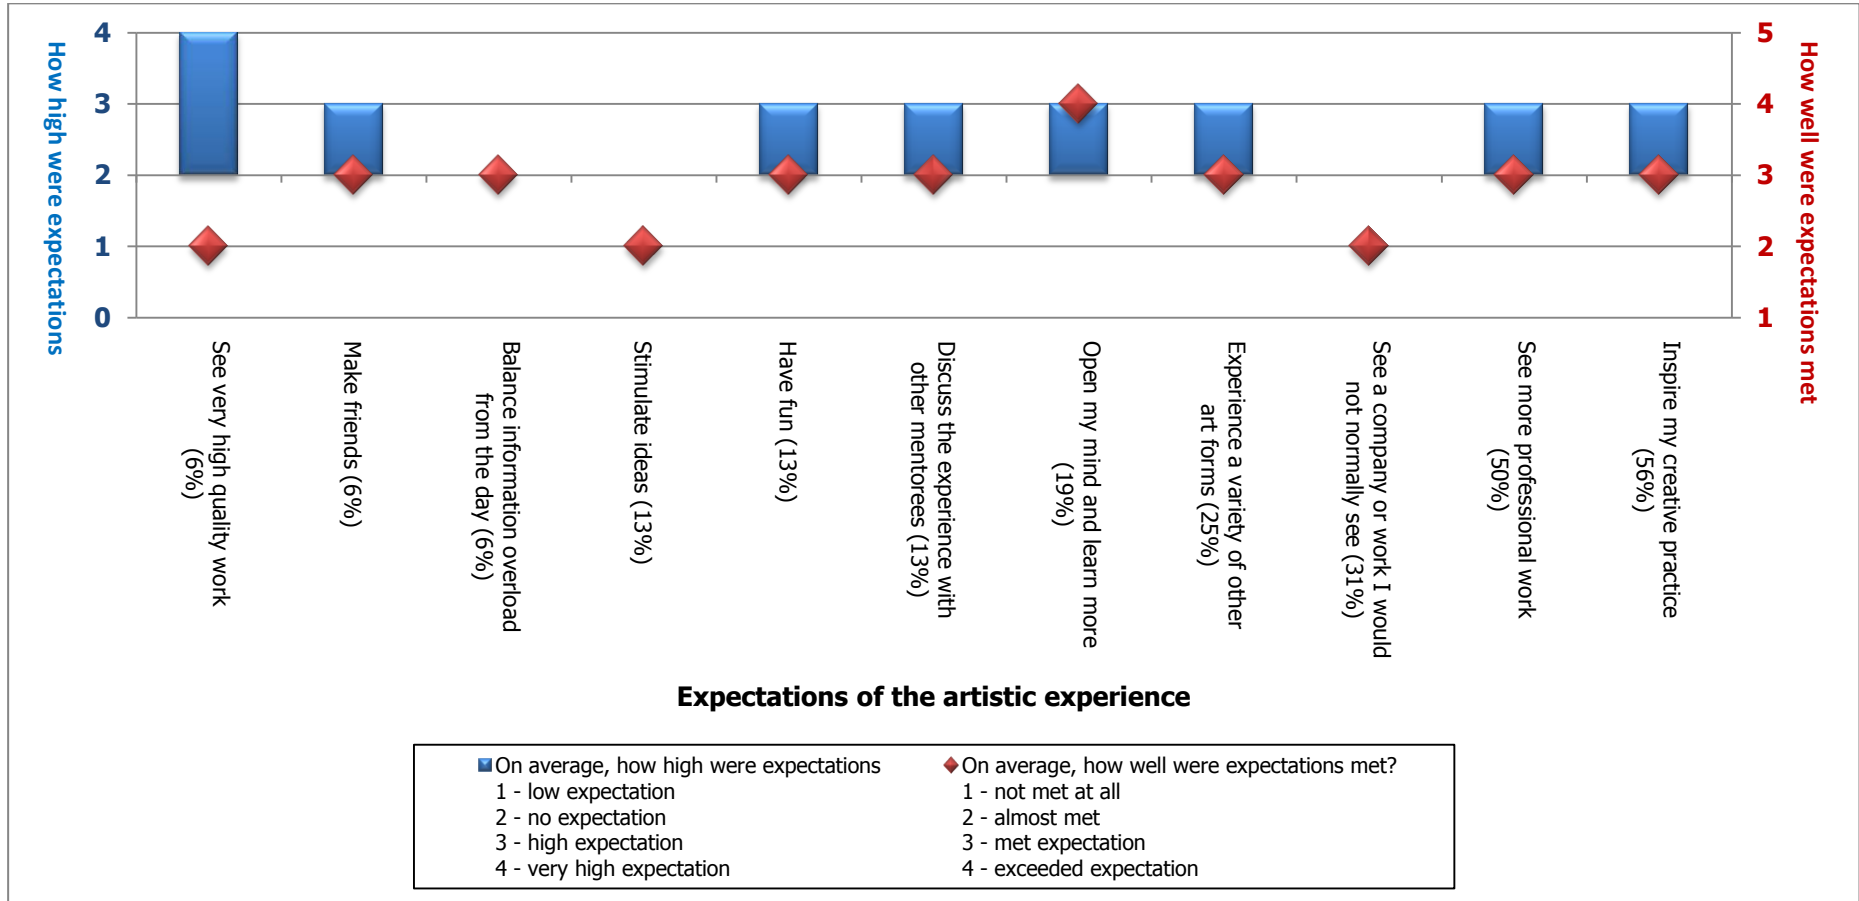 How high were expectations
4
3
2
1
0
5
4
3
2
1
How well were expectations met
See very high quality work
(6%)
Make friends (6%)
Balance information overload
from the day (6%)
Stimulate ideas (13%)
Have fun (13%)
Discuss the experience with
other mentorees (13%)
Open my mind and learn more
(19%)
Experience a variety of other
art forms (25%)
See a company or work I would
not normally see (31%)
See more professional work
(50%)
Inspire my creative practice
(56%)
Expectations of the artistic experience
On average, how high were expectations
1 - low expectation
2 - no expectation
3 - high expectation
4 - very high expectation
On average, how well were expectations met?
1 - not met at all
2 - almost met
3 - met expectation
4 - exceeded expectation